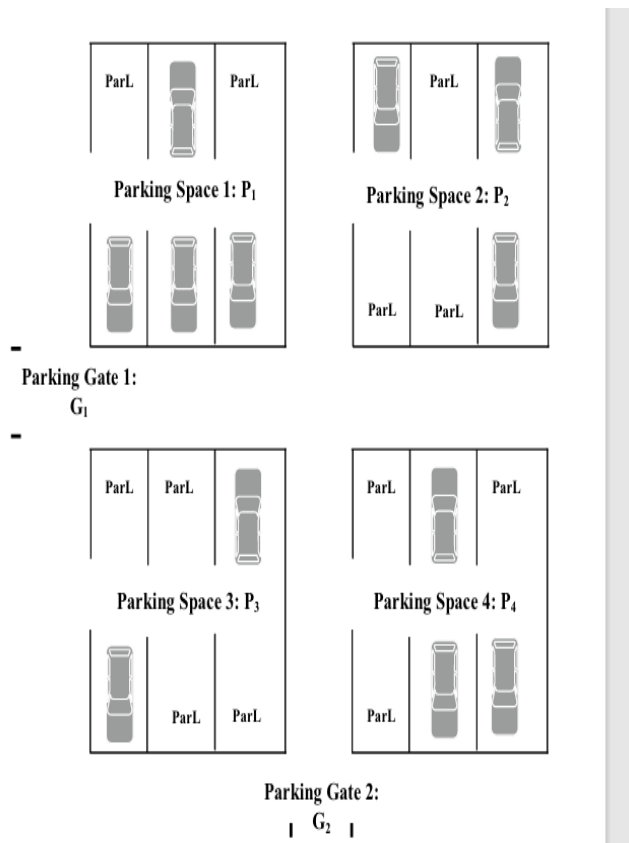 ParL ParL
Parking Space 1: P₁
ParL
Parking Space 2: P₂
ParL ParL
Parking Gate 1:
G₁
ParL ParL
Parking Space 3: P₃
ParL ParL
ParL ParL
Parking Space 4: P₄
ParL
Parking Gate 2:
G₂